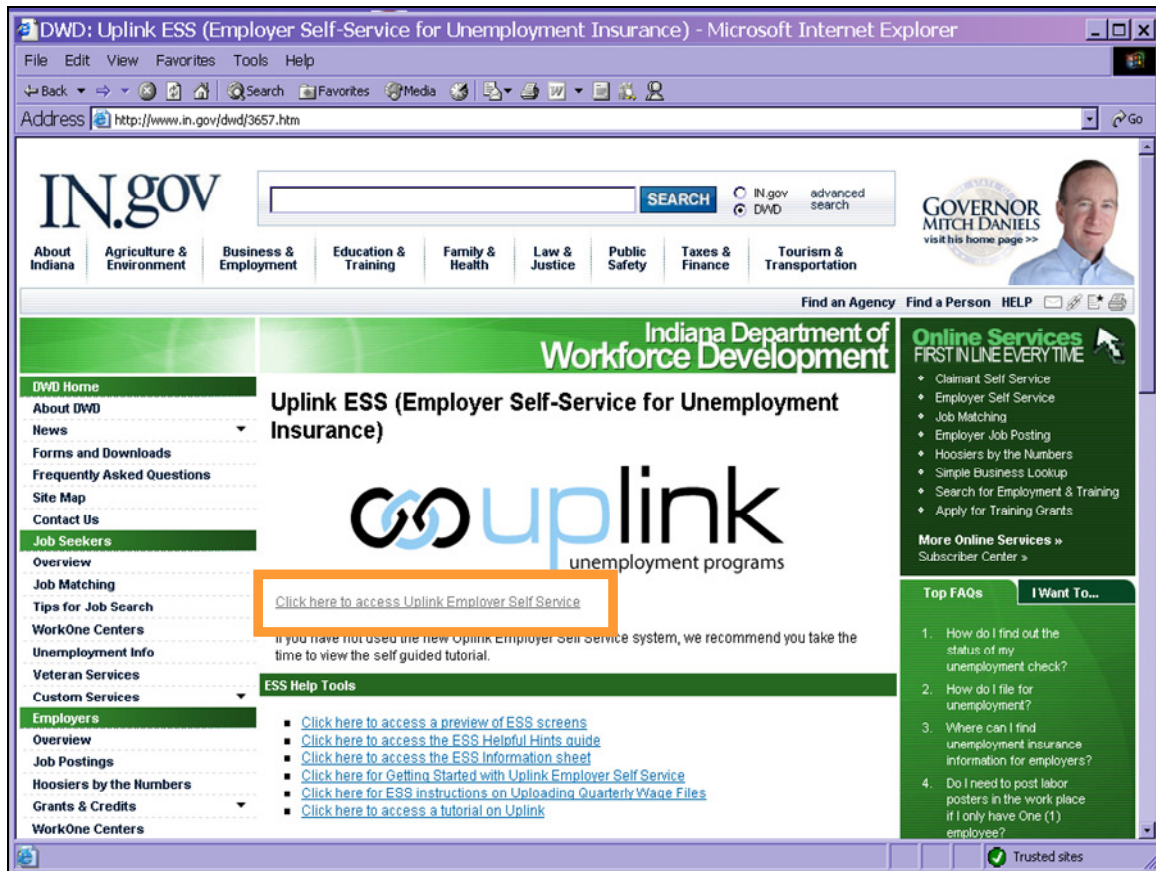 DWD: Uplink ESS (Employer Self-Service for Unemployment Insurance) - Microsoft Internet Explorer
File Edit View Favorites Tools Help
Back Search Favorites Media
Address http://www.in.gov/dwd/3657.htm Go
IN.gov
SEARCH
IN.gov
DWD
advanced
search
GOVERNOR
MITCH DANIELS
visit his home page >>
About
Indiana
Agriculture &
Environment
Business &
Employment
Education &
Training
Family &
Health
Law &
Justice
Public
Safety
Taxes &
Finance
Tourism &
Transportation
Find an Agency Find a Person HELP
Indiana Department of
Workforce Development
DWD Home
About DWD
News
Forms and Downloads
Frequently Asked Questions
Site Map
Contact Us
Job Seekers
Overview
Job Matching
Tips for Job Search
WorkOne Centers
Unemployment Info
Veteran Services
Custom Services
Employers
Overview
Job Postings
Hoosiers by the Numbers
Grants & Credits
WorkOne Centers
Uplink ESS (Employer Self-Service for Unemployment
Insurance)
uplink
unemployment programs
Click here to access Uplink Employer Self Service
If you have not used the new Uplink Employer Self Service system, we recommend you take the
time to view the self guided tutorial.
ESS Help Tools
Click here to access a preview of ESS screens
Click here to access the ESS Helpful Hints guide
Click here to access the ESS Information sheet
Click here for Getting Started with Uplink Employer Self Service
Click here for ESS instructions on Uploading Quarterly Wage Files
Click here to access a tutorial on Uplink
Online Services
FIRST IN LINE EVERY TIME
Claimant Self Service
Employer Self Service
Job Matching
Employer Job Posting
Hoosiers by the Numbers
Simple Business Lookup
Search for Employment & Training
Apply for Training Grants
More Online Services »
Subscriber Center »
Top FAQs I Want To...
1. How do I find out the
status of my
unemployment check?
2. How do I file for
unemployment?
3. Where can I find
unemployment insurance
information for employers?
4. Do I need to post labor
posters in the work place
if I only have One (1)
employee?
Trusted sites